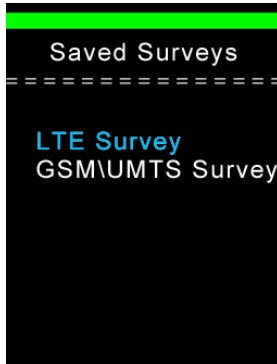 Saved Surveys
= = = = = = = = = = = = = = =
LTE Survey
GSM\UMTS Survey